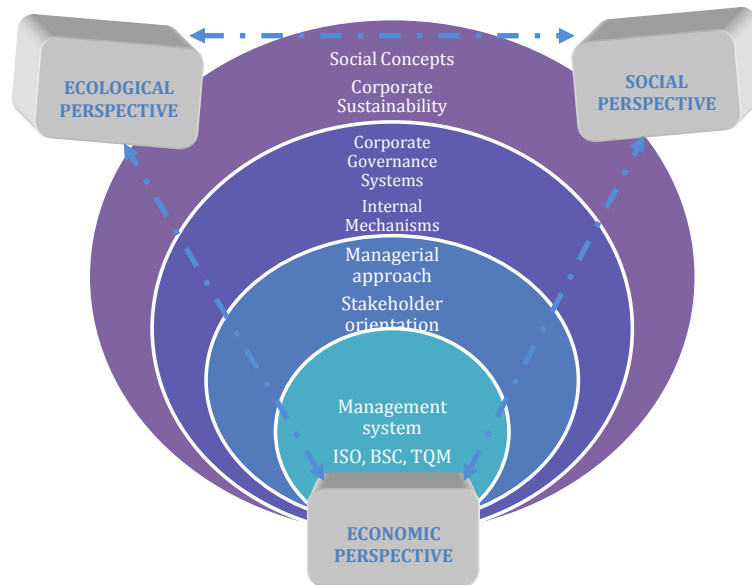 Social Concepts
ECOLOGICAL
PERSPECTIVE
SOCIAL
PERSPECTIVE
Corporate
Sustainability
Corporate
Governance
Systems
Internal
Mechanisms
Managerial
approach
Stakeholder
orientation
Management
system
ISO, BSC, TQM
ECONOMIC
PERSPECTIVE